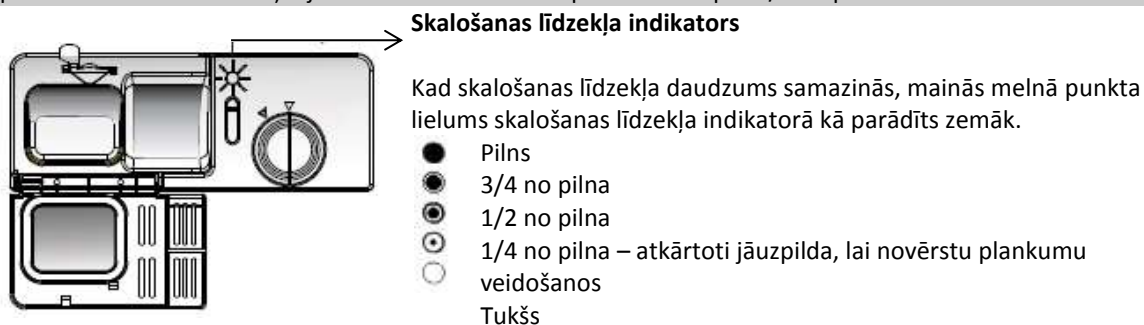 Skalošanas līdzekļa indikators
Kad skalošanas līdzekļa daudzums samazinās, mainās melnā punkta
lielums skalošanas līdzekļa indikatorā kā parādīts zemāk.
Pilns
3/4 no pilna
1/2 no pilna
1/4 no pilna – atkārtoti jāuzpilda, lai novērstu plankumu
veidošanos
Tukšs